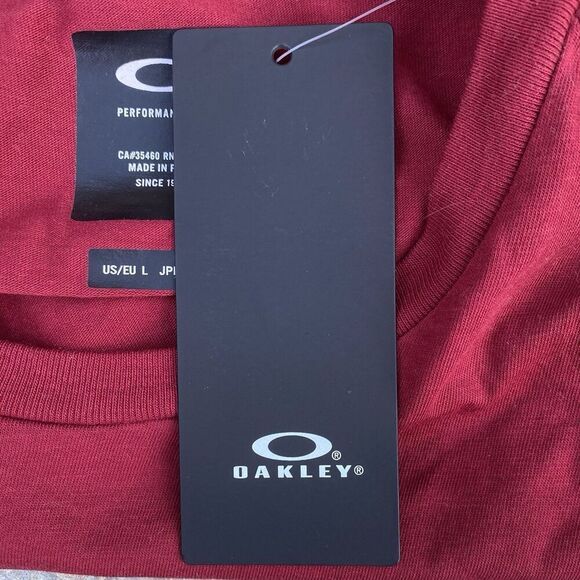 PERFORMAN
CA#35460 RN
MADE IN P
SINCE 19
US/EU L JP
OAKLEY®